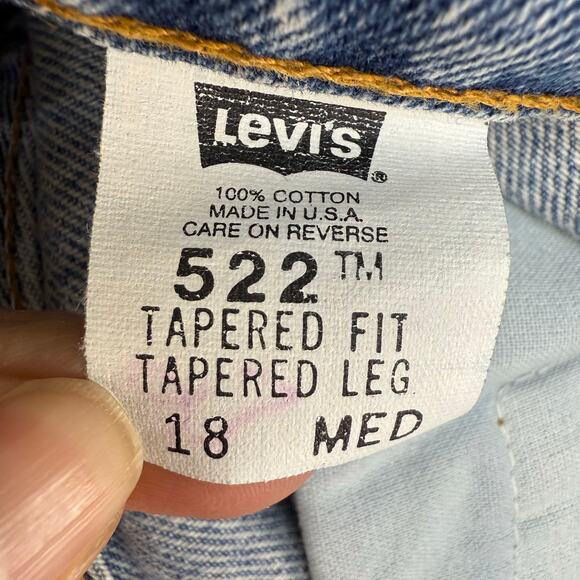 Levi's®
100% COTTON
MADE IN U.S.A.
CARE ON REVERSE
522™
TAPERED FIT
TAPERED LEG
18 MED